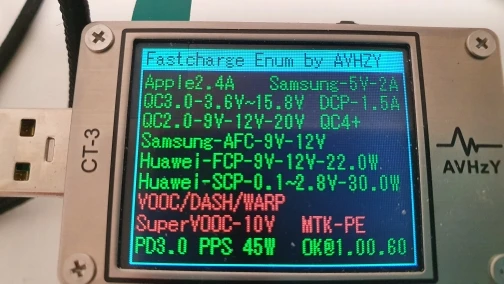 Fastcharge Enum by AVHZY
Apple2.4A Samsung-5V-2A
QC3.0-3.6V~15.8V DCP-1.5A
QC2.0-9V-12V-20V QC4+
Samsung-AFC-9V-12V
Huawei-FCP-9V-12V-22.0W
Huawei-SCP-0.1~2.8V-30.0W
VOOC/DASH/WARP
SuperVOOC-10V MTK-PE
PD3.0 PPS 45W OK@1.00.60
CT-3
AVHzY